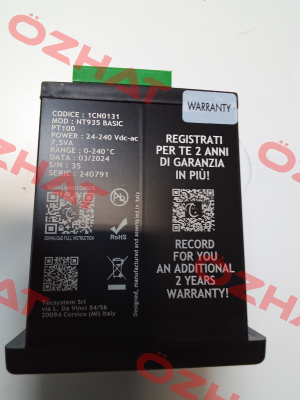 WARRANTY
CODICE : 1CN0131
MOD : NT935 BASIC
PT100
POWER : 24-240 Vdc-ac
7,5VA
RANGE : 0-240°C
DATA : 03/2024
S/N : 35
SERIE : 240791
DOWNLOAD FULL INSTRUCTION
RoHS
Designed, manufactured and assembled in Italy
Tecsystem Srl
via L. Da Vinci 54/56
20094 Corsico (MI) Italy
REGISTRATI
PER TE 2 ANNI
DI GARANZIA
IN PIÙ!
RECORD
FOR YOU
AN ADDITIONAL
2 YEARS
WARRANTY!
OZHAT